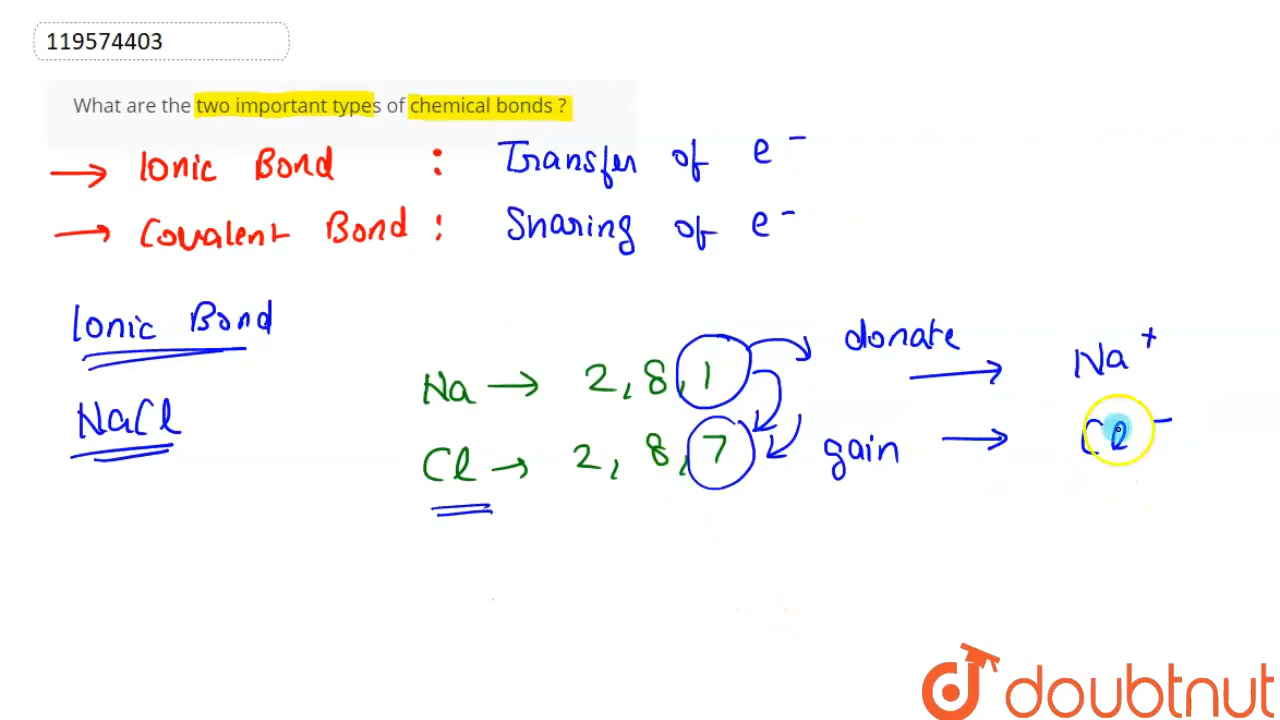 119574403
What are the two important types of chemical bonds ?
→ Ionic Bond : Transfer of e⁻
→ Covalent Bond : Sharing of e⁻
Ionic Bond
donate
Na → 2, 8, 1 → Na⁺
NaCl
Cl → 2, 8, 7 gain → Cl⁻
doubtnut